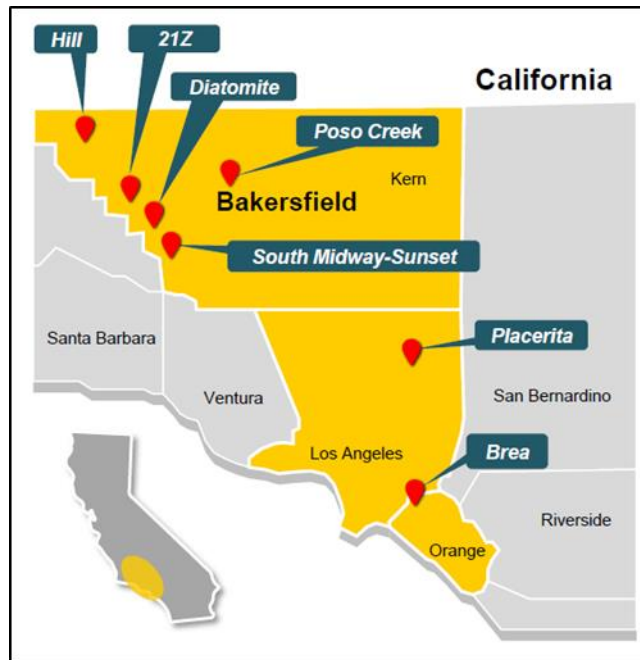 Hill
21Z
California
Diatomite
Poso Creek
Kern
Bakersfield
South Midway-Sunset
Santa Barbara
Placerita
Ventura
San Bernardino
Los Angeles
Brea
Riverside
Orange